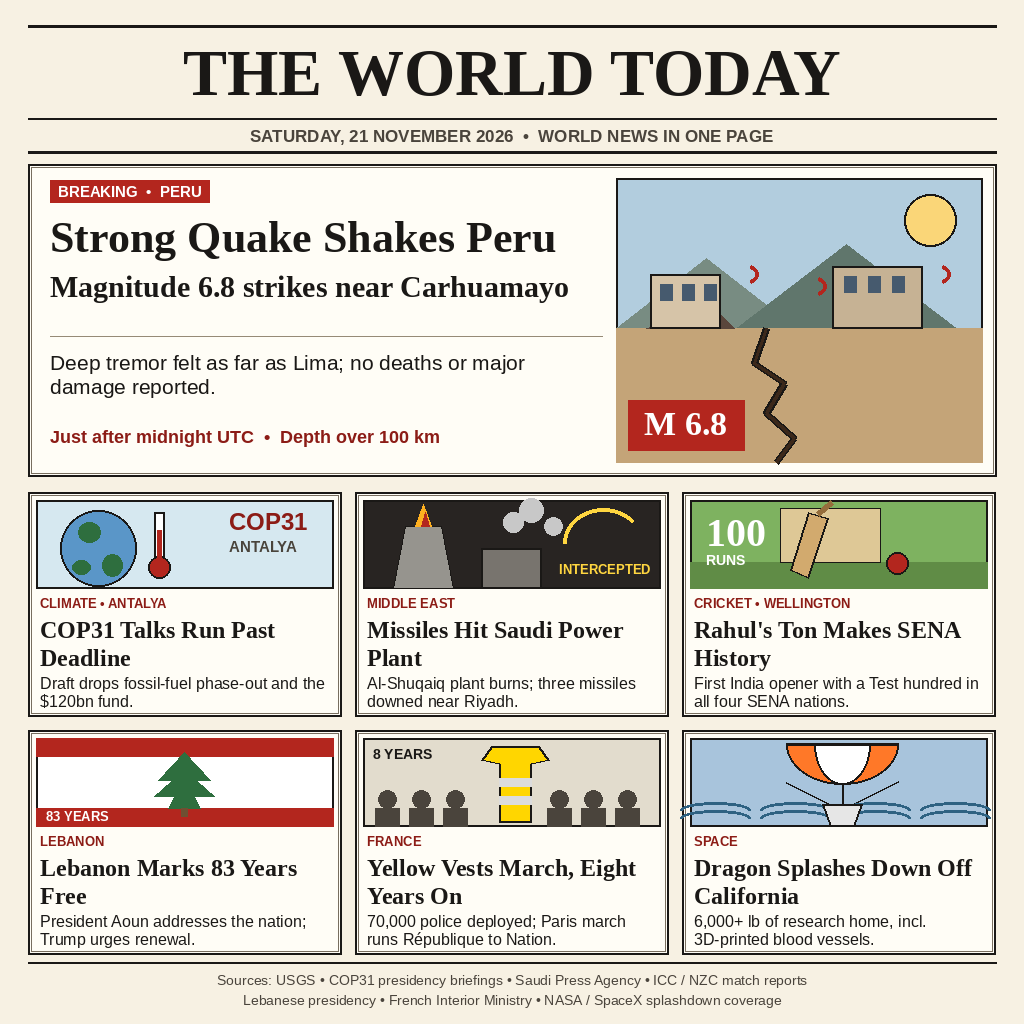 THE WORLD TODAY
SATURDAY, 21 NOVEMBER 2026 • WORLD NEWS IN ONE PAGE
BREAKING • PERU
Strong Quake Shakes Peru
Magnitude 6.8 strikes near Carhuamayo
Deep tremor felt as far as Lima; no deaths or major
damage reported.
Just after midnight UTC • Depth over 100 km
M 6.8
COP31
ANTALYA
CLIMATE • ANTALYA
COP31 Talks Run Past
Deadline
Draft drops fossil-fuel phase-out and the
$120bn fund.
INTERCEPTED
MIDDLE EAST
Missiles Hit Saudi Power
Plant
Al-Shuqaiq plant burns; three missiles
downed near Riyadh.
100
RUNS
CRICKET • WELLINGTON
Rahul's Ton Makes SENA
History
First India opener with a Test hundred in
all four SENA nations.
83 YEARS
LEBANON
Lebanon Marks 83 Years
Free
President Aoun addresses the nation;
Trump urges renewal.
8 YEARS
FRANCE
Yellow Vests March, Eight
Years On
70,000 police deployed; Paris march
runs République to Nation.
SPACE
Dragon Splashes Down Off
California
6,000+ lb of research home, incl.
3D-printed blood vessels.
Sources: USGS • COP31 presidency briefings • Saudi Press Agency • ICC / NZC match reports
Lebanese presidency • French Interior Ministry • NASA / SpaceX splashdown coverage